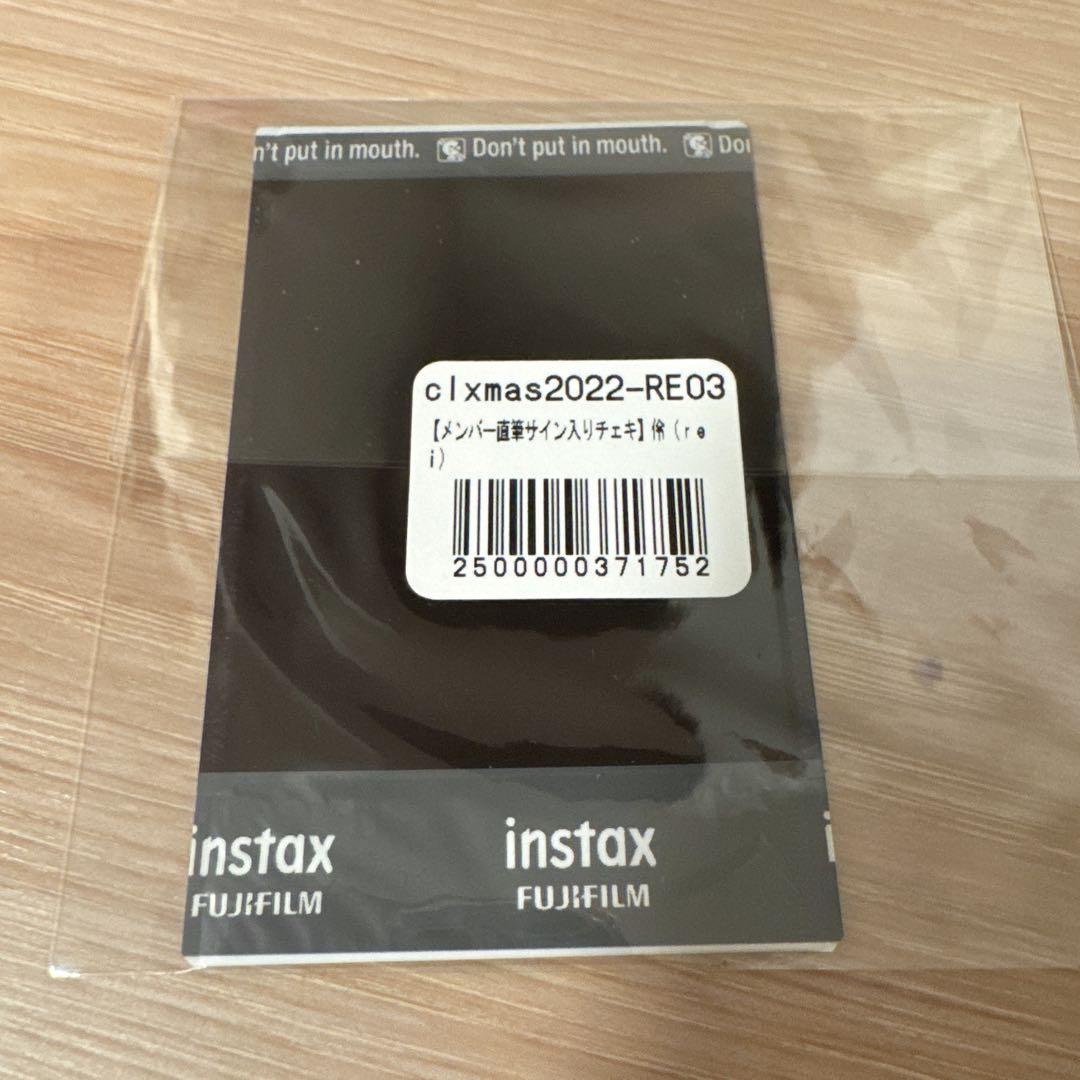 n't put in mouth. Don't put in mouth. Do
clxmas2022-RE03
【メンバー直筆サイン入りチェキ】伶（ｒｅ
ｉ）
2500000371752
instax instax i
FUJIFILM FUJIFILM